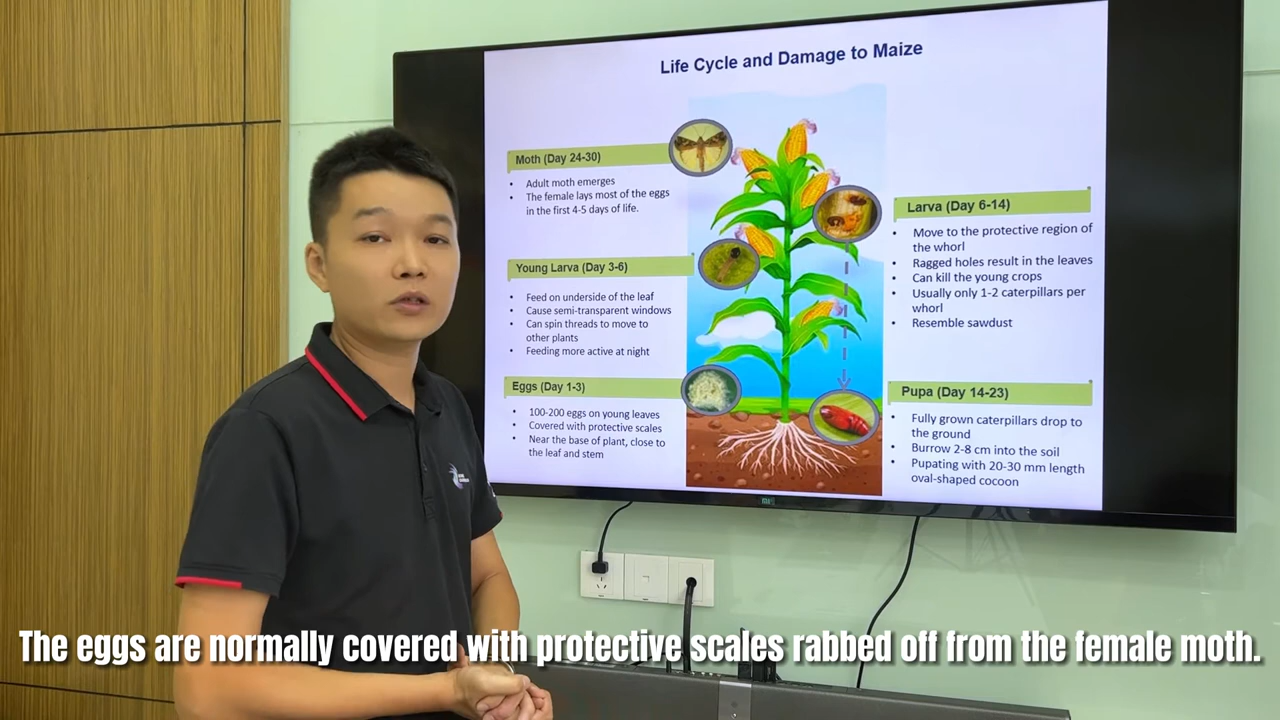 Life Cycle and Damage to Maize
Moth (Day 24-30)
• Adult moth emerges
• The female lays most of the eggs
in the first 4-5 days of life.
Young Larva (Day 3-6)
• Feed on underside of the leaf
• Cause semi-transparent windows
• Can spin threads to move to
other plants
• Feeding more active at night
Eggs (Day 1-3)
• 100-200 eggs on young leaves
• Covered with protective scales
• Near the base of plant, close to
the leaf and stem
Larva (Day 6-14)
• Move to the protective region of
the whorl
• Ragged holes result in the leaves
• Can kill the young crops
• Usually only 1-2 caterpillars per
whorl
• Resemble sawdust
Pupa (Day 14-23)
• Fully grown caterpillars drop to
the ground
• Burrow 2-8 cm into the soil
• Pupating with 20-30 mm length
oval-shaped cocoon
The eggs are normally covered with protective scales rabbed off from the female moth.